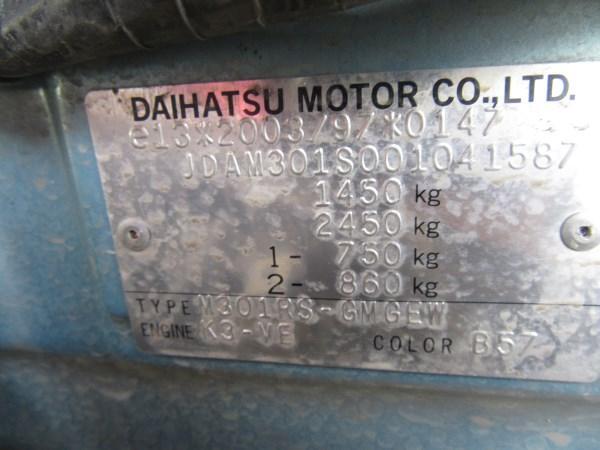 DAIHATSU MOTOR CO.,LTD.
e13*2003/97*0147
JDAM301S001041587
1450 kg
2450 kg
1- 750 kg
2- 860 kg
TYPE M301RS-GMGEW
ENGINE K3-VE COLOR B57